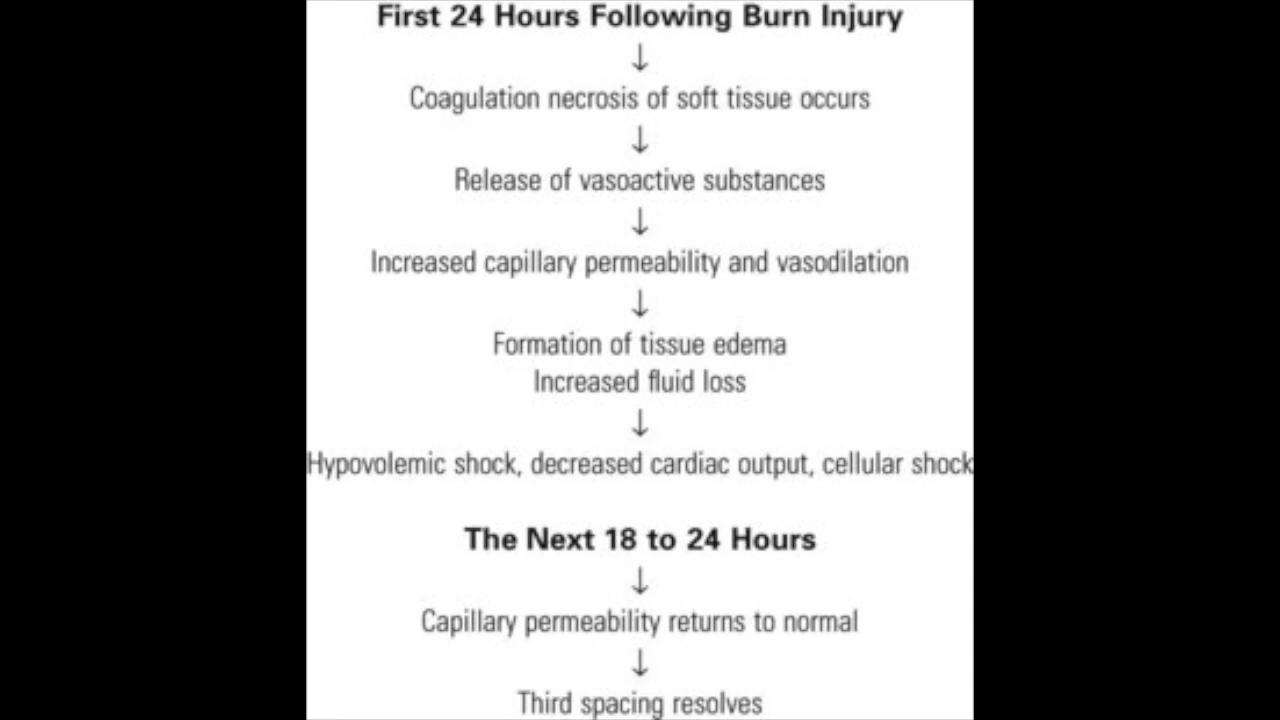 First 24 Hours Following Burn Injury
↓
Coagulation necrosis of soft tissue occurs
↓
Release of vasoactive substances
↓
Increased capillary permeability and vasodilation
↓
Formation of tissue edema
Increased fluid loss
↓
Hypovolemic shock, decreased cardiac output, cellular shock
The Next 18 to 24 Hours
↓
Capillary permeability returns to normal
↓
Third spacing resolves